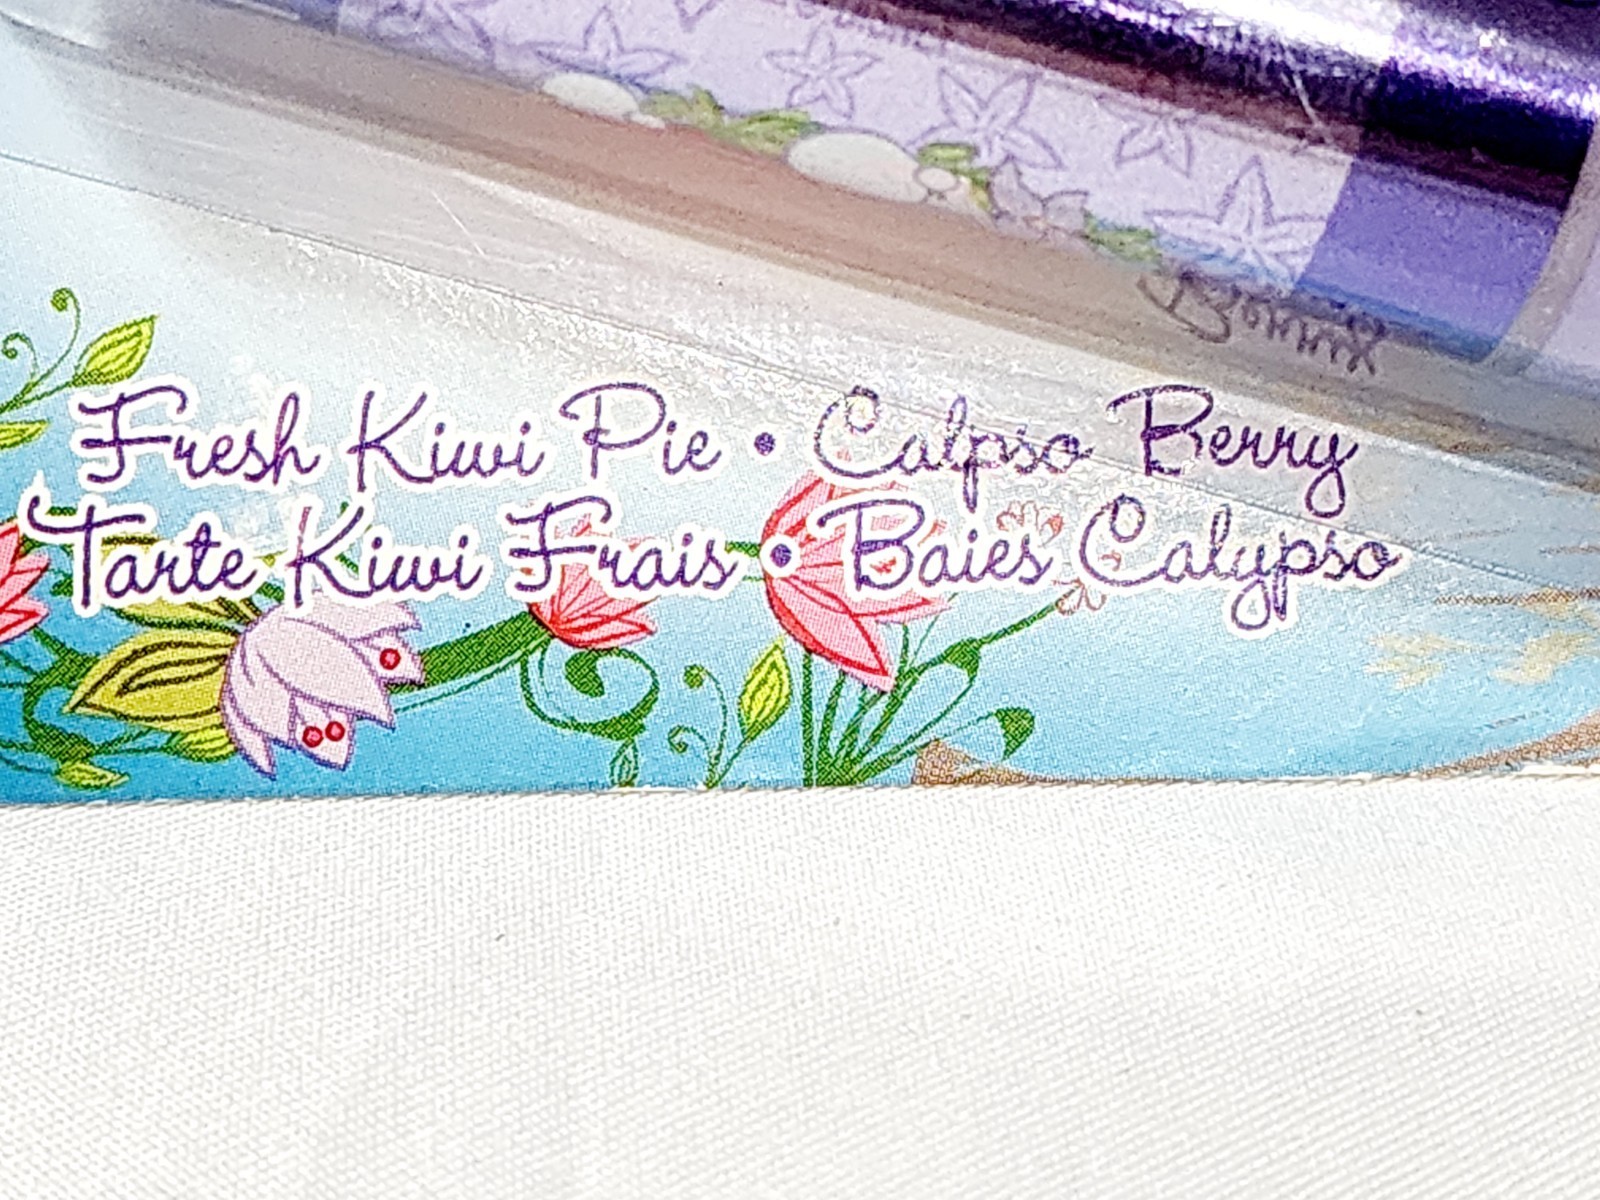 Fresh Kiwi Pie • Calpso Berry
Tarte Kiwi Frais • Baies Calypso